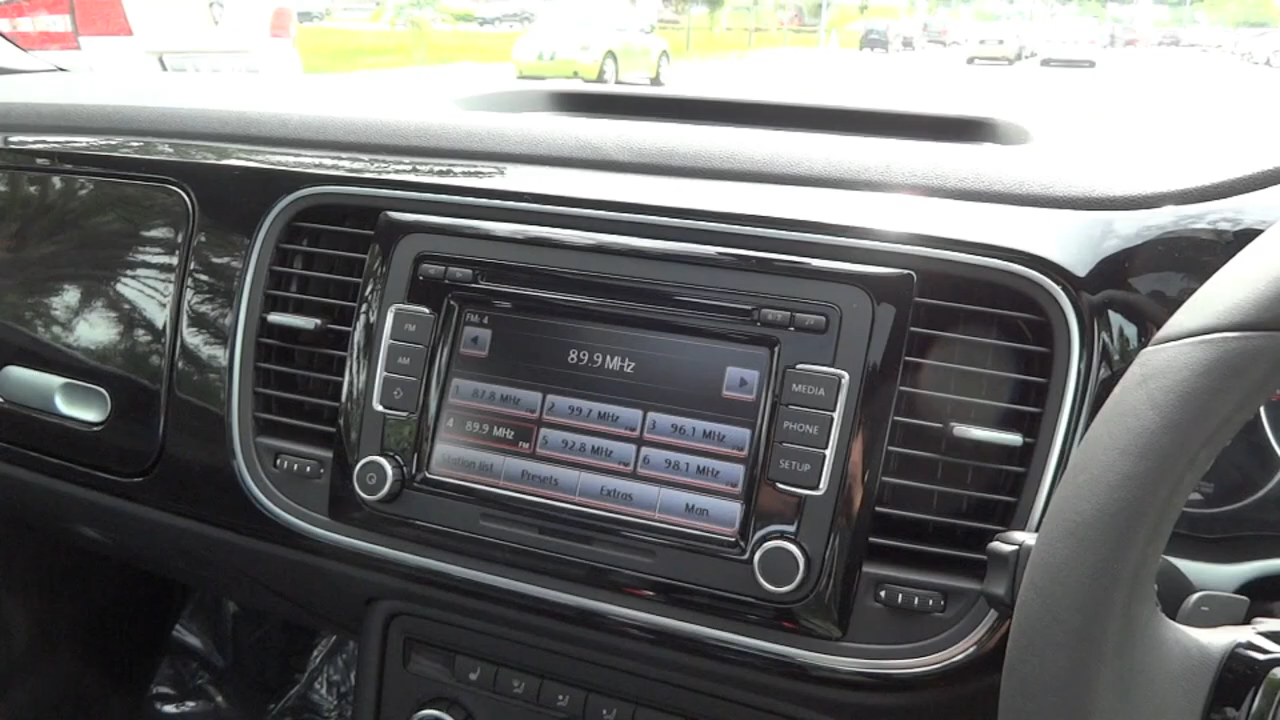 FM: 4
FM
AM
89.9 MHz
MEDIA
PHONE
SETUP
1 87.8 MHz
2 99.7 MHz
3 96.1 MHz
4 89.9 MHz FM
5 92.8 MHz
6 98.1 MHz
Station list
Presets
Extras
Man.